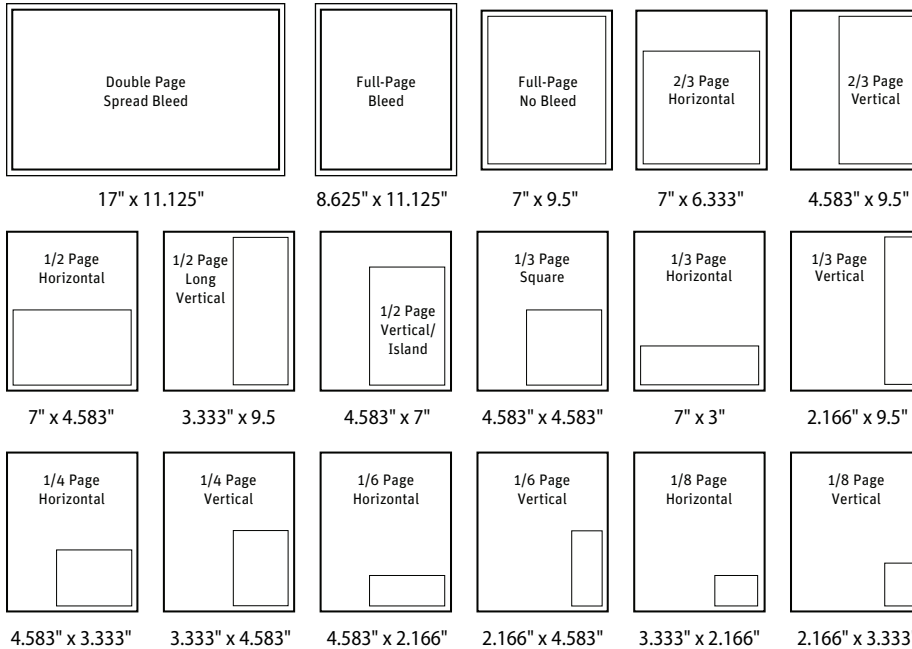 Double Page
Spread Bleed
Full-Page
Bleed
Full-Page
No Bleed
2/3 Page
Horizontal
2/3 Page
Vertical
17" x 11.125"
8.625" x 11.125"
7" x 9.5"
7" x 6.333"
4.583" x 9.5"
1/2 Page
Horizontal
1/2 Page
Long
Vertical
1/2 Page
Vertical/
Island
1/3 Page
Square
1/3 Page
Horizontal
1/3 Page
Vertical
7" x 4.583"
3.333" x 9.5
4.583" x 7"
4.583" x 4.583"
7" x 3"
2.166" x 9.5"
1/4 Page
Horizontal
1/4 Page
Vertical
1/6 Page
Horizontal
1/6 Page
Vertical
1/8 Page
Horizontal
1/8 Page
Vertical
4.583" x 3.333"
3.333" x 4.583"
4.583" x 2.166"
2.166" x 4.583"
3.333" x 2.166"
2.166" x 3.333"